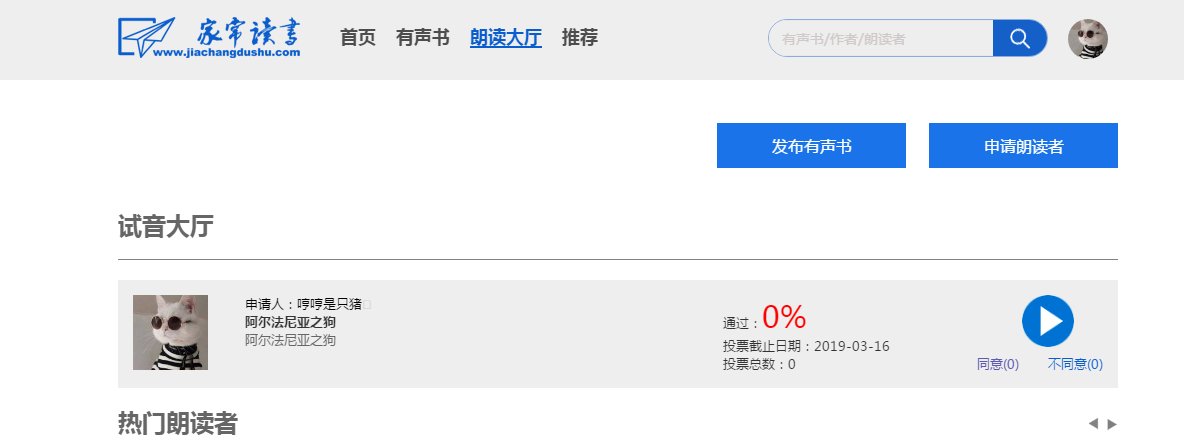 家常读书
www.jiachangdushu.com
首页 有声书 朗读大厅 推荐
有声书/作者/朗读者
发布有声书 申请朗读者
试音大厅
申请人：哼哼是只猪
阿尔法尼亚之狗
阿尔法尼亚之狗
通过：0%
投票截止日期：2019-03-16
投票总数：0
同意(0) 不同意(0)
热门朗读者